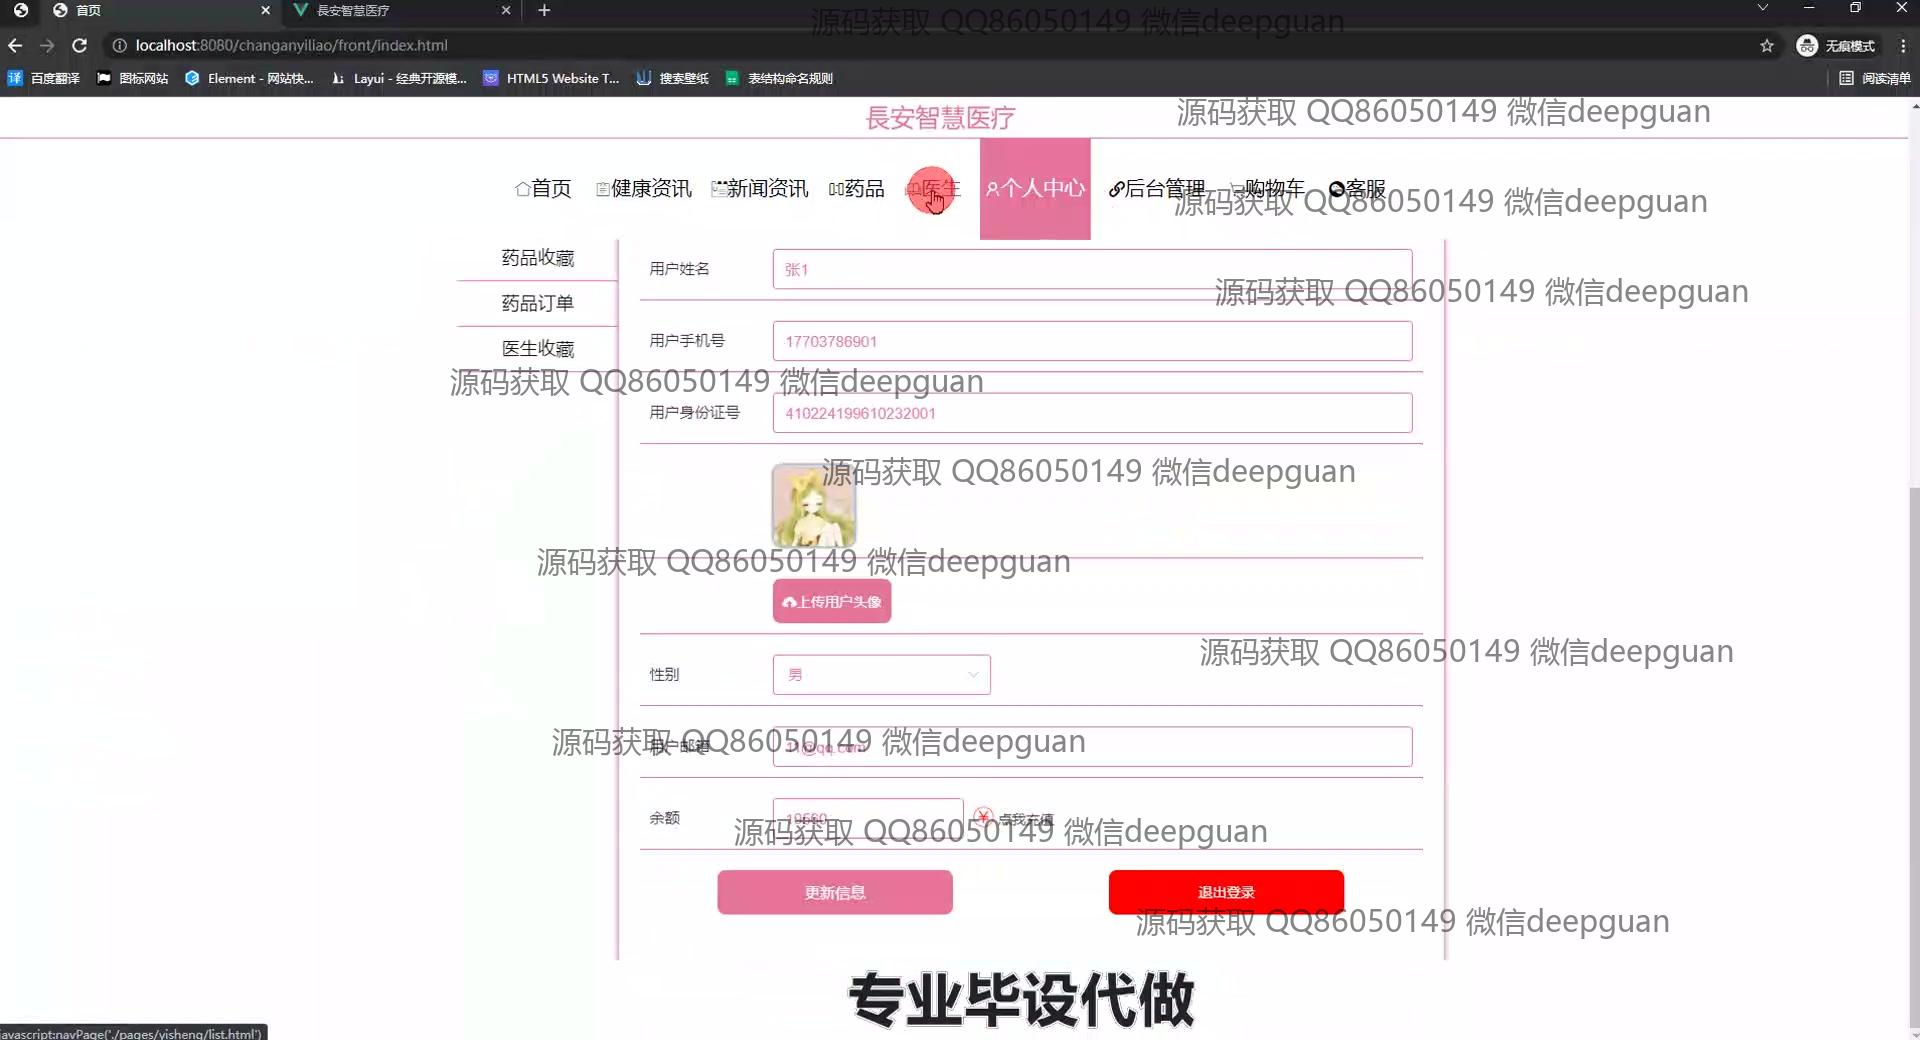 首页
長安智慧医疗
源码获取 QQ86050149 微信deepguan
localhost:8080/changanyiliao/front/index.html
无痕模式
百度翻译
图标网站
Element - 网站快...
Layui - 经典开源模...
HTML5 Website T...
搜索壁纸
表结构命名规则
阅读清单
長安智慧医疗
源码获取 QQ86050149 微信deepguan
首页
健康资讯
新闻资讯
药品
医生
个人中心
后台管理
购物车
客服
源码获取 QQ86050149 微信deepguan
药品收藏
药品订单
医生收藏
用户姓名
张1
源码获取 QQ86050149 微信deepguan
用户手机号
17703786901
源码获取 QQ86050149 微信deepguan
用户身份证号
410224199610232001
源码获取 QQ86050149 微信deepguan
源码获取 QQ86050149 微信deepguan
上传用户头像
源码获取 QQ86050149 微信deepguan
性别
男
源码获取 QQ86050149 微信deepguan
用户邮箱
余额
点我充值
源码获取 QQ86050149 微信deepguan
更新信息
退出登录
源码获取 QQ86050149 微信deepguan
专业毕设代做
javascript:navPage('./pages/yisheng/list.html')